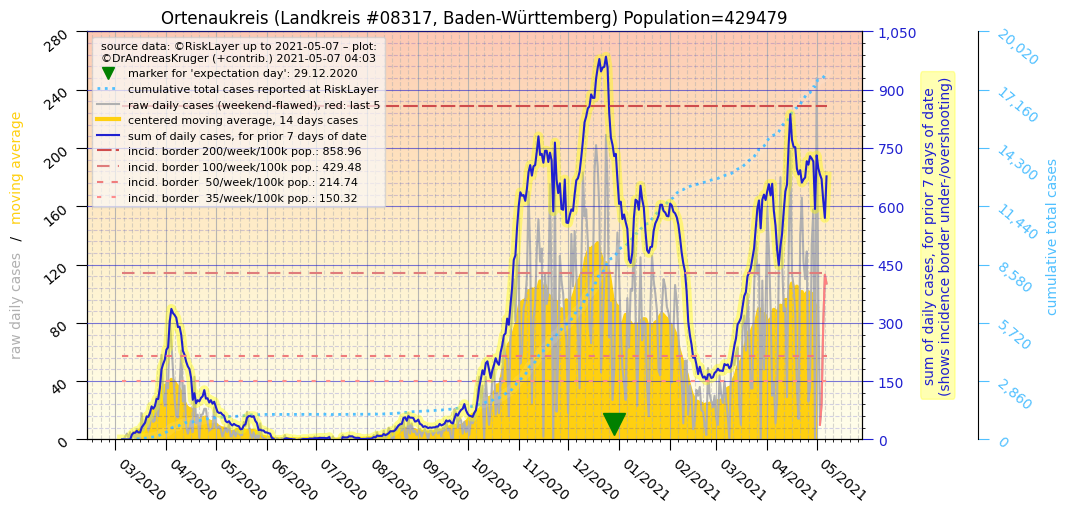 Ortenaukreis (Landkreis #08317, Baden-Württemberg) Population=429479
source data: ©RiskLayer up to 2021-05-07 – plot:
©DrAndreasKruger (+contrib.) 2021-05-07 04:03
marker for 'expectation day': 29.12.2020
cumulative total cases reported at RiskLayer
raw daily cases (weekend-flawed), red: last 5
centered moving average, 14 days cases
sum of daily cases, for prior 7 days of date
incid. border 200/week/100k pop.: 858.96
incid. border 100/week/100k pop.: 429.48
incid. border  50/week/100k pop.: 214.74
incid. border  35/week/100k pop.: 150.32
raw daily cases  /  moving average
280
240
200
160
120
80
40
0
03/2020
04/2020
05/2020
06/2020
07/2020
08/2020
09/2020
10/2020
11/2020
12/2020
01/2021
02/2021
03/2021
04/2021
05/2021
1,050
900
750
600
450
300
150
0
sum of daily cases, for prior 7 days of date
(shows incidence border under-/overshooting)
20,020
17,160
14,300
11,440
8,580
5,720
2,860
0
cumulative total cases